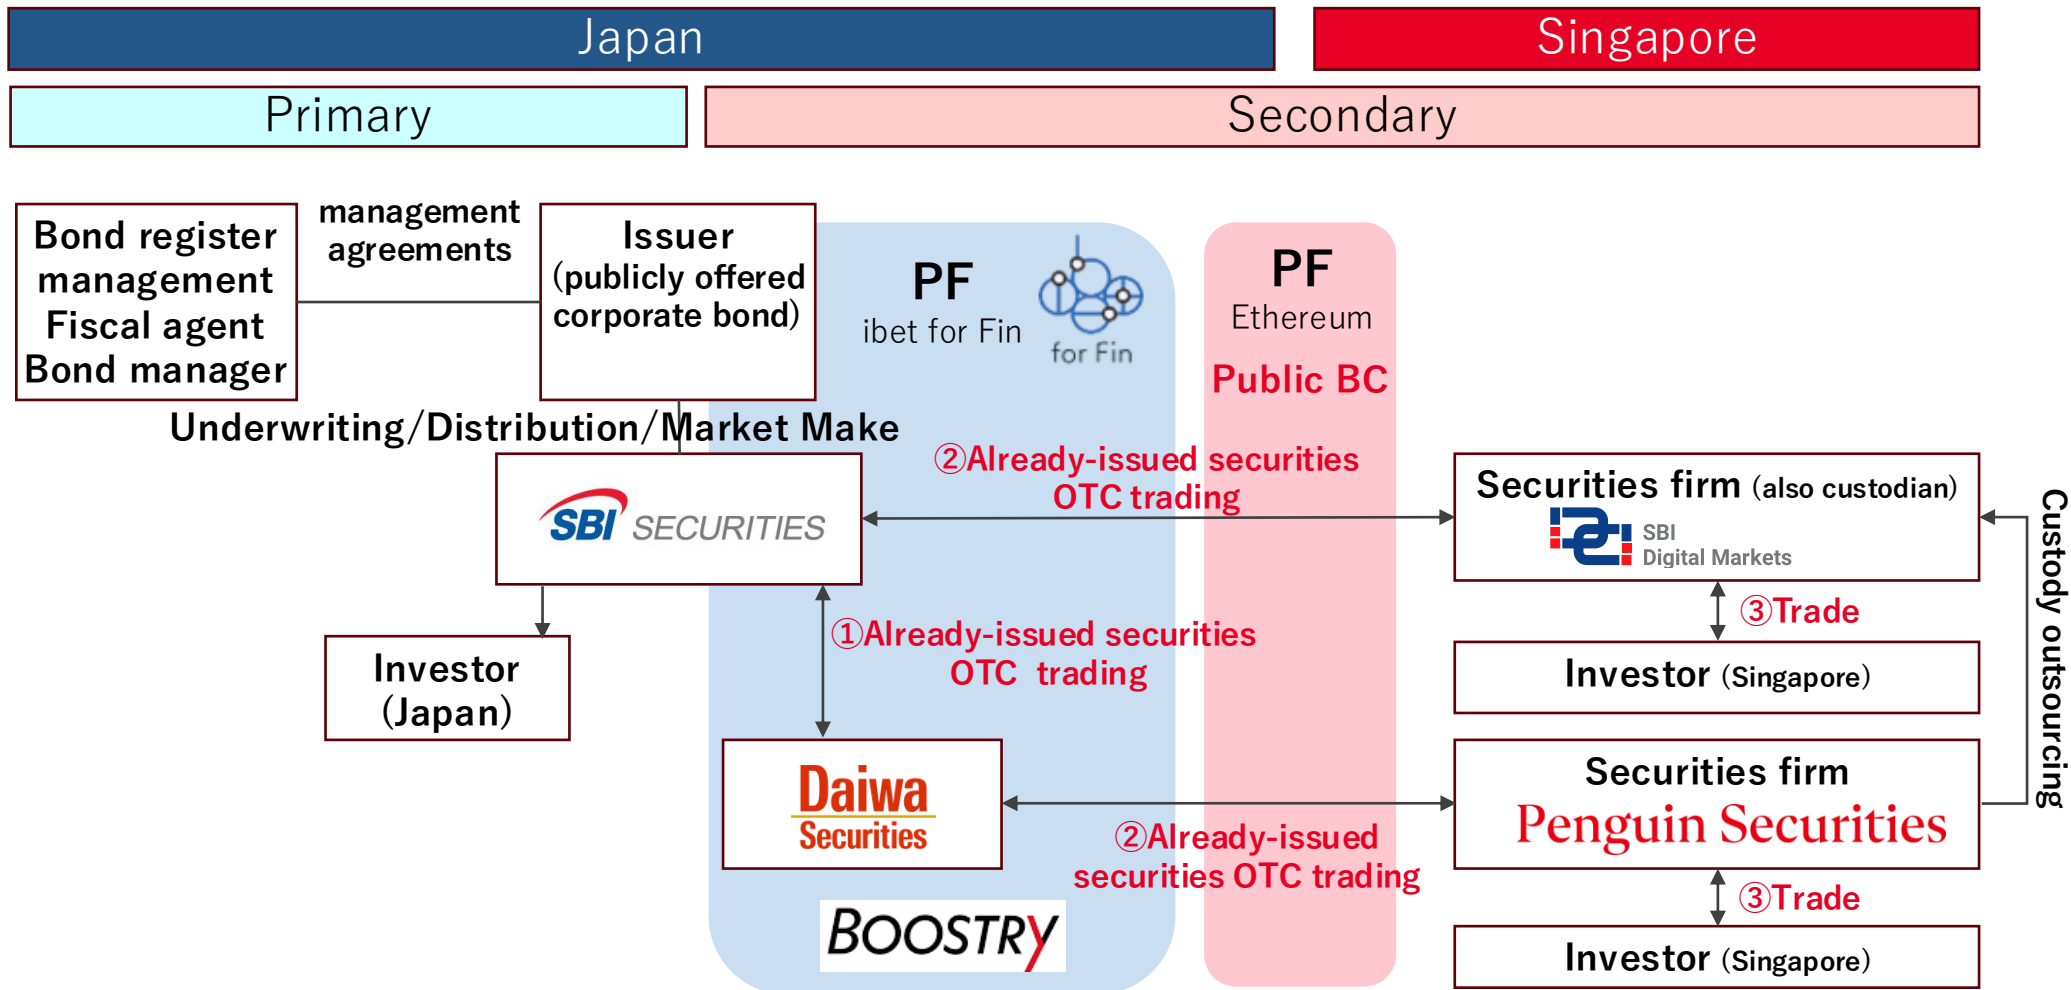 Japan
Singapore
Primary
Secondary
Bond register
management
Fiscal agent
Bond manager
management
agreements
Issuer
(publicly offered
corporate bond)
PF
ibet for Fin
for Fin
PF
Ethereum
Public BC
Underwriting/Distribution/Market Make
SBI SECURITIES
②Already-issued securities
OTC trading
Securities firm (also custodian)
SBI
Digital Markets
Custody outsourcing
①Already-issued securities
OTC trading
③Trade
Investor
(Japan)
Investor (Singapore)
Daiwa
Securities
②Already-issued
securities OTC trading
Securities firm
Penguin Securities
③Trade
BOOSTRY
Investor (Singapore)